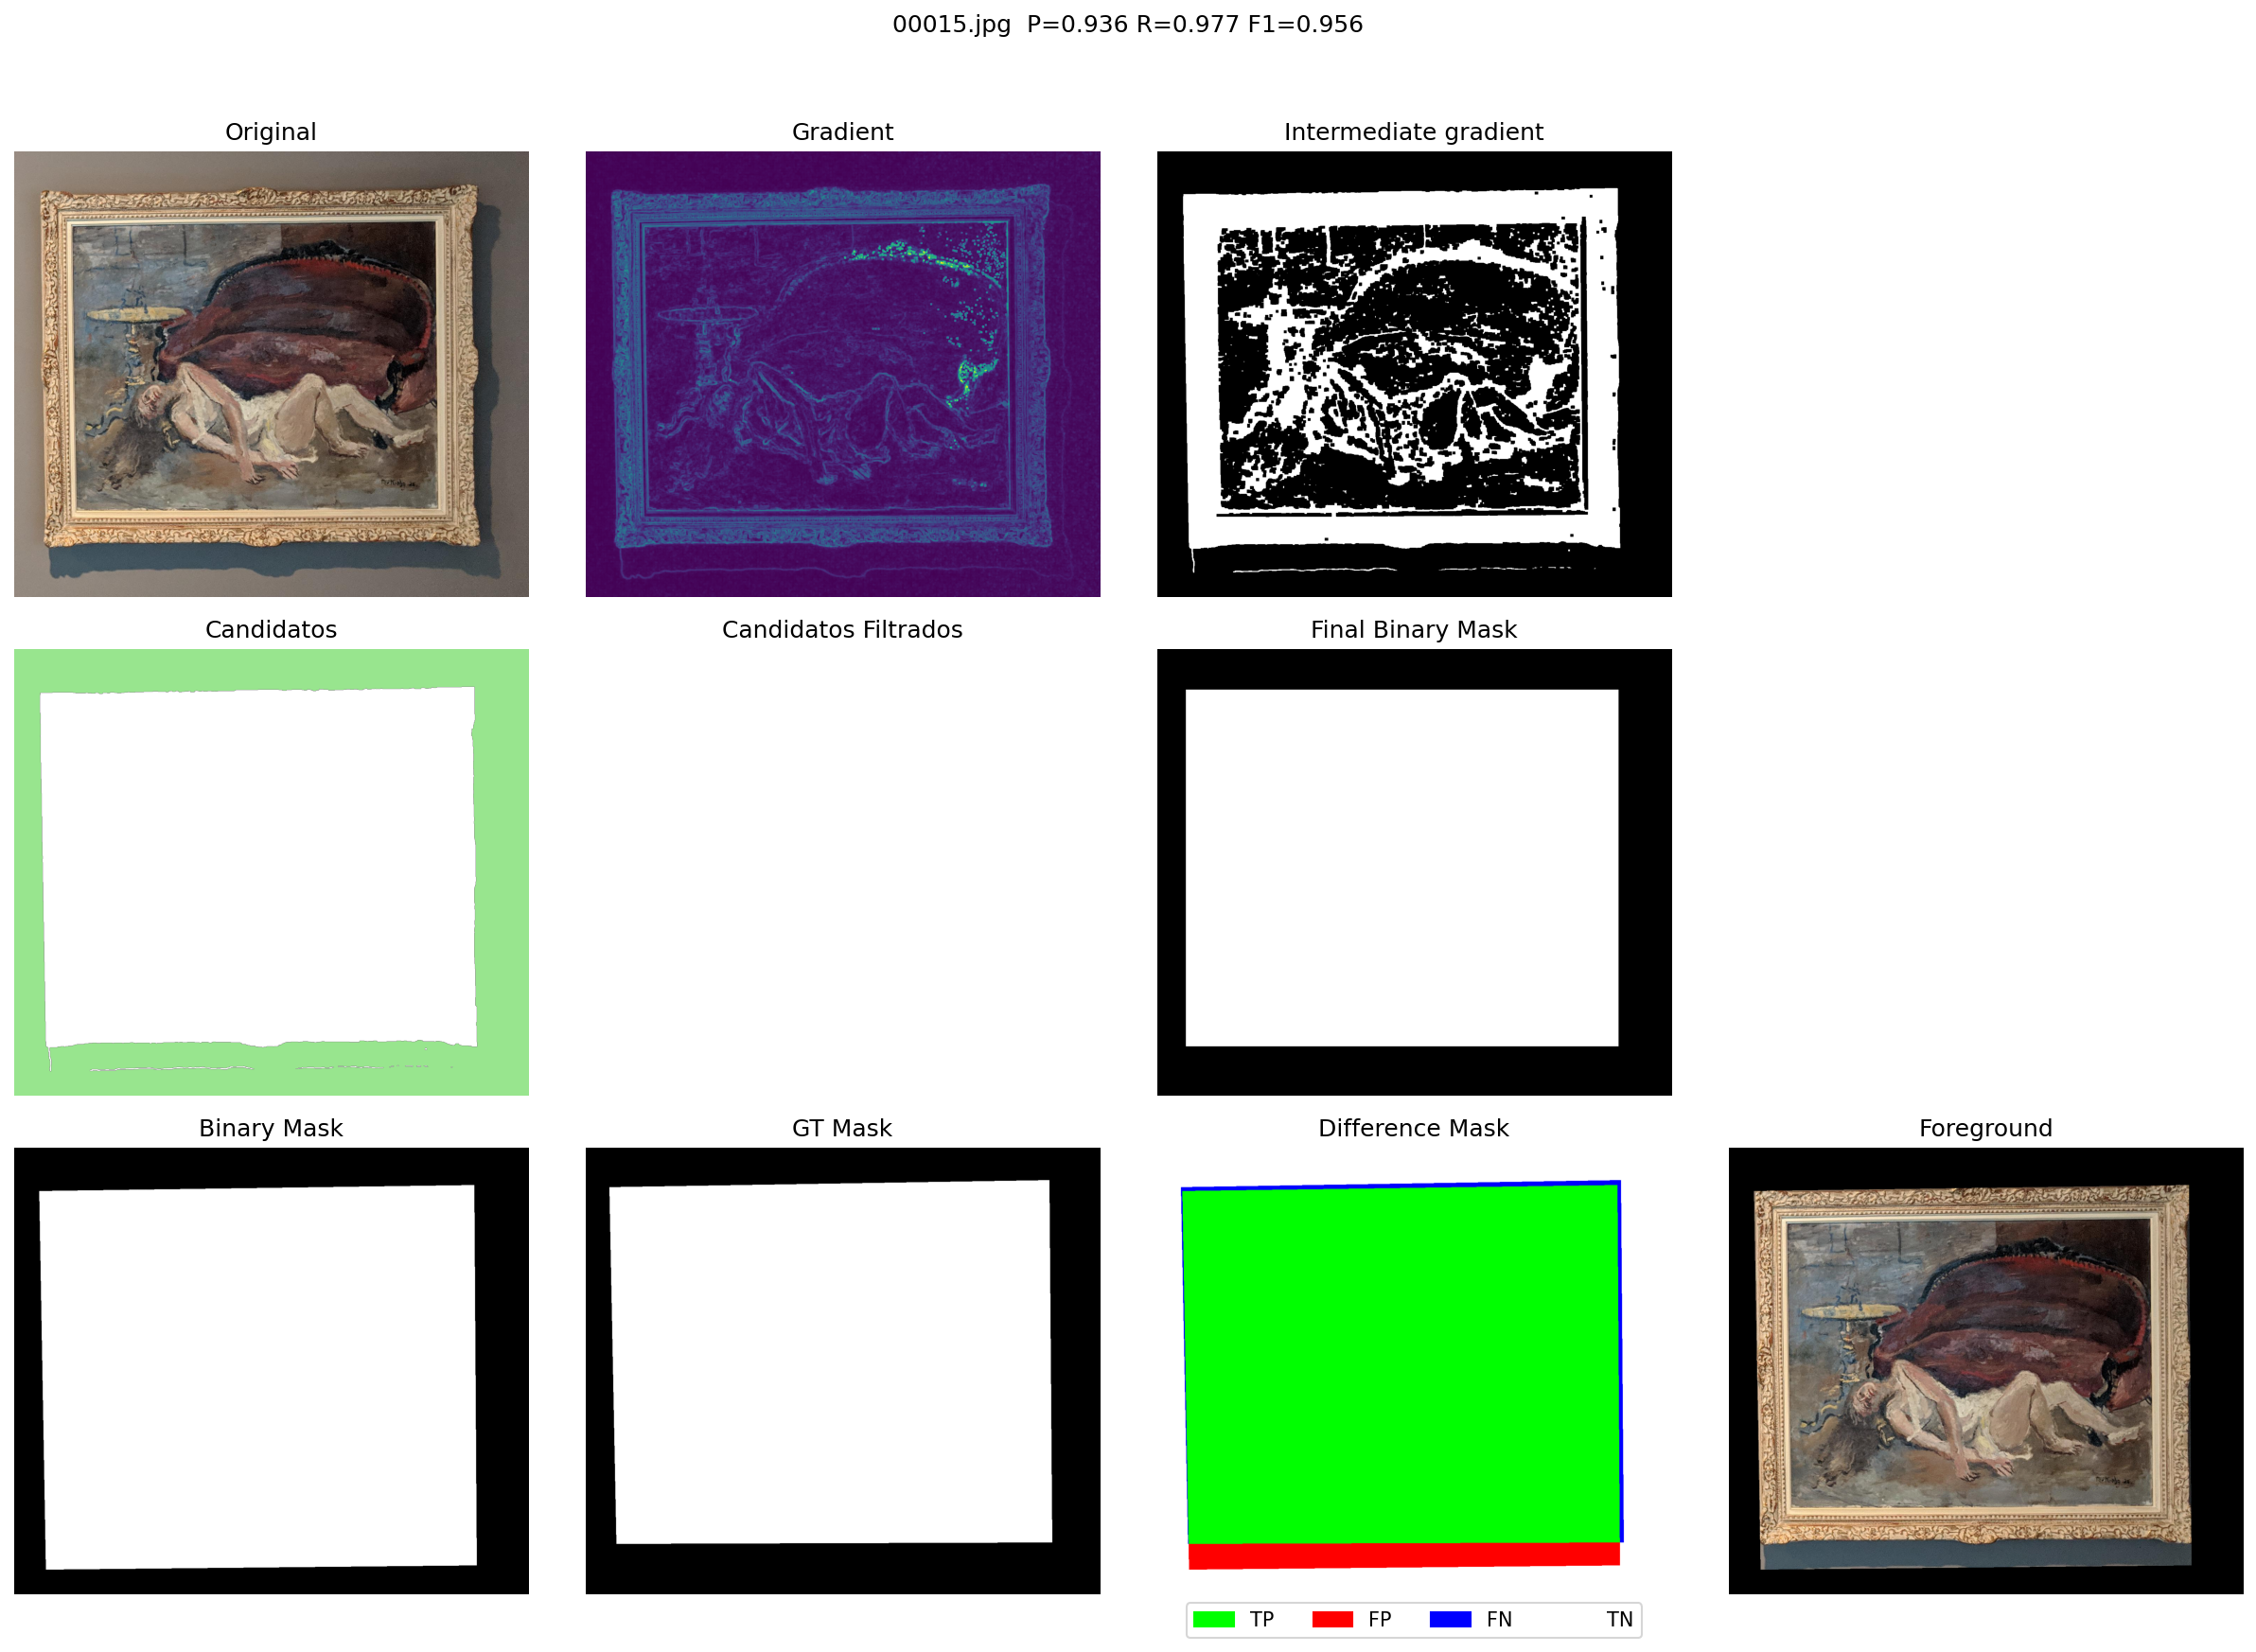 00015.jpg  P=0.936 R=0.977 F1=0.956
Original
Gradient
Intermediate gradient
Candidatos
Candidatos Filtrados
Final Binary Mask
Binary Mask
GT Mask
Difference Mask
Foreground
TP
FP
FN
TN